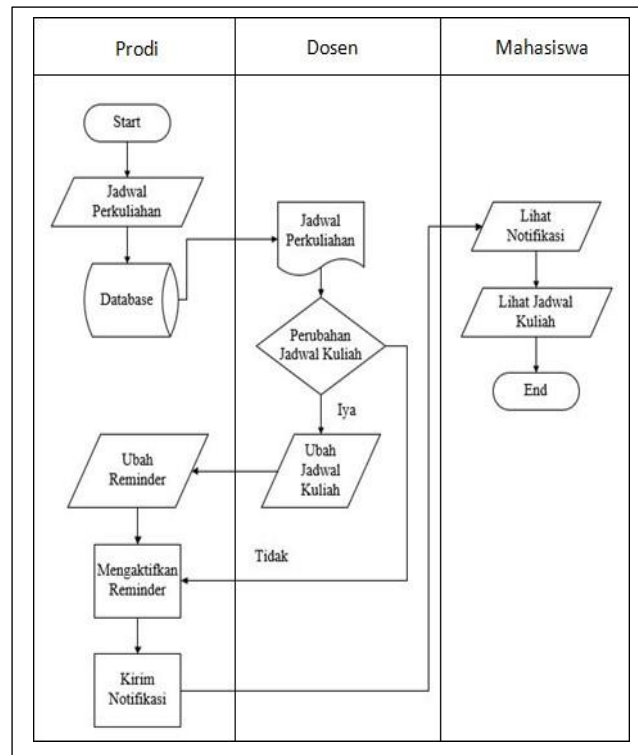 Prodi
Dosen
Mahasiswa
Start
Jadwal
Perkuliahan
Database
Jadwal
Perkuliahan
Perubahan
Jadwal Kuliah
Iya
Ubah
Jadwal
Kuliah
Ubah
Reminder
Tidak
Mengaktifkan
Reminder
Kirim
Notifikasi
Lihat
Notifikasi
Lihat Jadwal
Kuliah
End